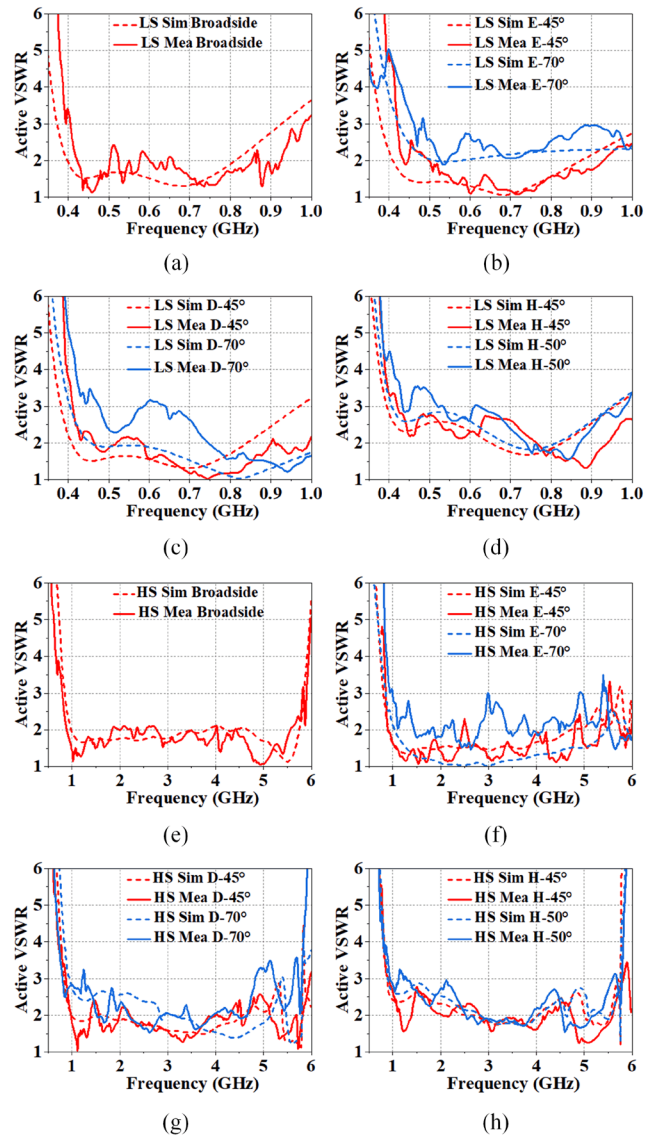 LS Sim Broadside
LS Mea Broadside
Active VSWR
6
5
4
3
2
1
0.4 0.5 0.6 0.7 0.8 0.9 1.0
Frequency (GHz)
(a)
LS Sim E-45°
LS Mea E-45°
LS Sim E-70°
LS Mea E-70°
Active VSWR
6
5
4
3
2
1
0.4 0.5 0.6 0.7 0.8 0.9 1.0
Frequency (GHz)
(b)
LS Sim D-45°
LS Mea D-45°
LS Sim D-70°
LS Mea D-70°
Active VSWR
6
5
4
3
2
1
0.4 0.5 0.6 0.7 0.8 0.9 1.0
Frequency (GHz)
(c)
LS Sim H-45°
LS Mea H-45°
LS Sim H-50°
LS Mea H-50°
Active VSWR
6
5
4
3
2
1
0.4 0.5 0.6 0.7 0.8 0.9 1.0
Frequency (GHz)
(d)
HS Sim Broadside
HS Mea Broadside
Active VSWR
6
5
4
3
2
1
1 2 3 4 5 6
Frequency (GHz)
(e)
HS Sim E-45°
HS Mea E-45°
HS Sim E-70°
HS Mea E-70°
Active VSWR
6
5
4
3
2
1
1 2 3 4 5 6
Frequency (GHz)
(f)
HS Sim D-45°
HS Mea D-45°
HS Sim D-70°
HS Mea D-70°
Active VSWR
6
5
4
3
2
1
1 2 3 4 5 6
Frequency (GHz)
(g)
HS Sim H-45°
HS Mea H-45°
HS Sim H-50°
HS Mea H-50°
Active VSWR
6
5
4
3
2
1
1 2 3 4 5 6
Frequency (GHz)
(h)